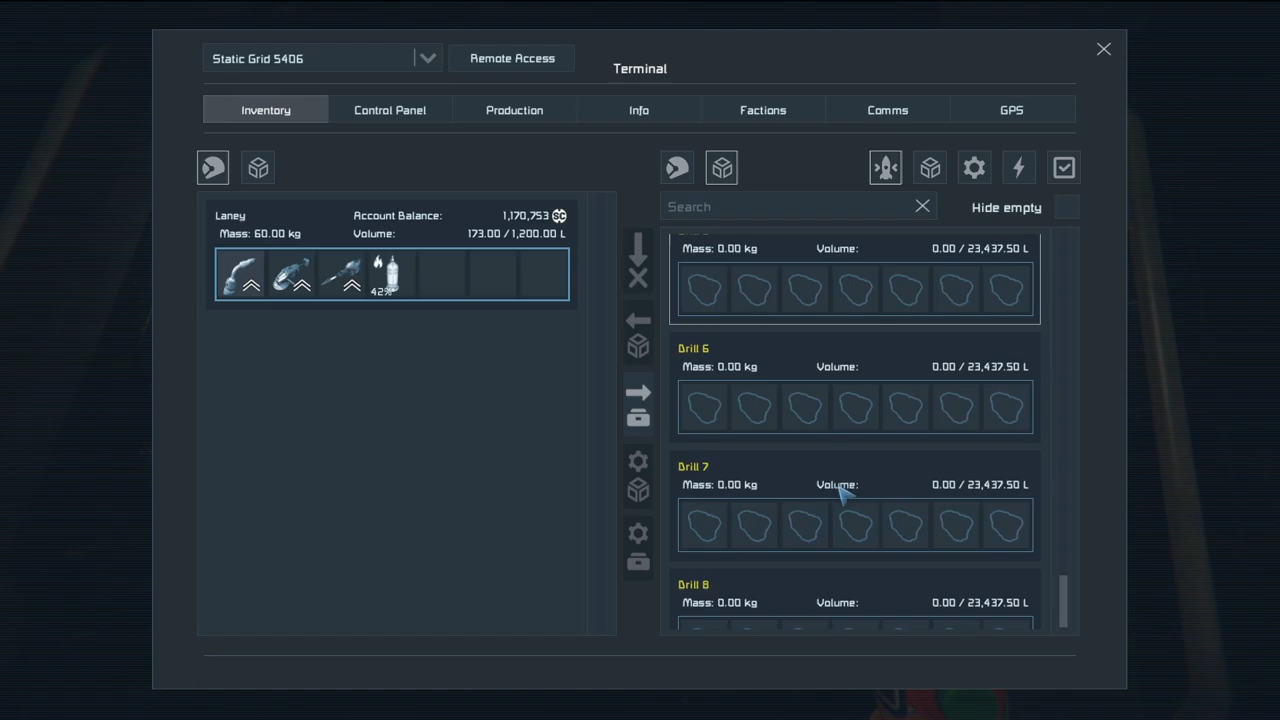 Static Grid 5406
Remote Access
Terminal
Inventory
Control Panel
Production
Info
Factions
Comms
GPS
Laney
Account Balance: 1,170,753 SC
Mass: 60.00 kg
Volume: 173.00 / 1,200.00 L
42%
Search
Hide empty
Mass: 0.00 kg Volume: 0.00 / 23,437.50 L
Drill 6
Mass: 0.00 kg Volume: 0.00 / 23,437.50 L
Drill 7
Mass: 0.00 kg Volume: 0.00 / 23,437.50 L
Drill 8
Mass: 0.00 kg Volume: 0.00 / 23,437.50 L